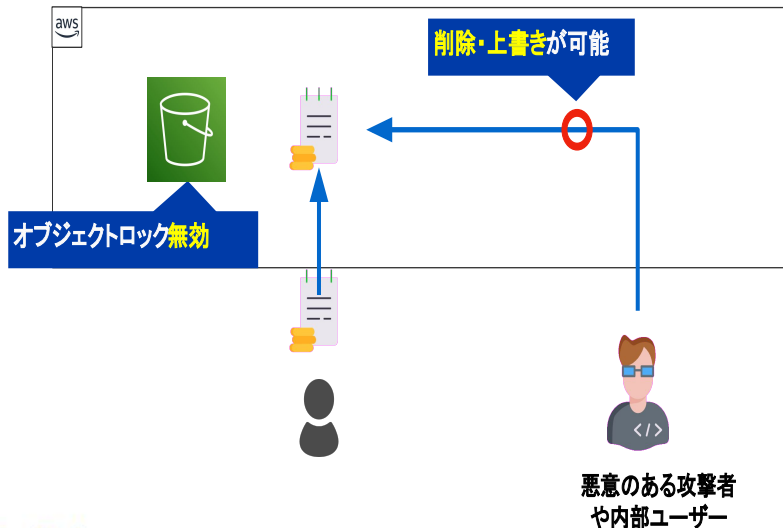 aws
削除・上書きが可能
オブジェクトロック無効
</>
悪意のある攻撃者
や内部ユーザー